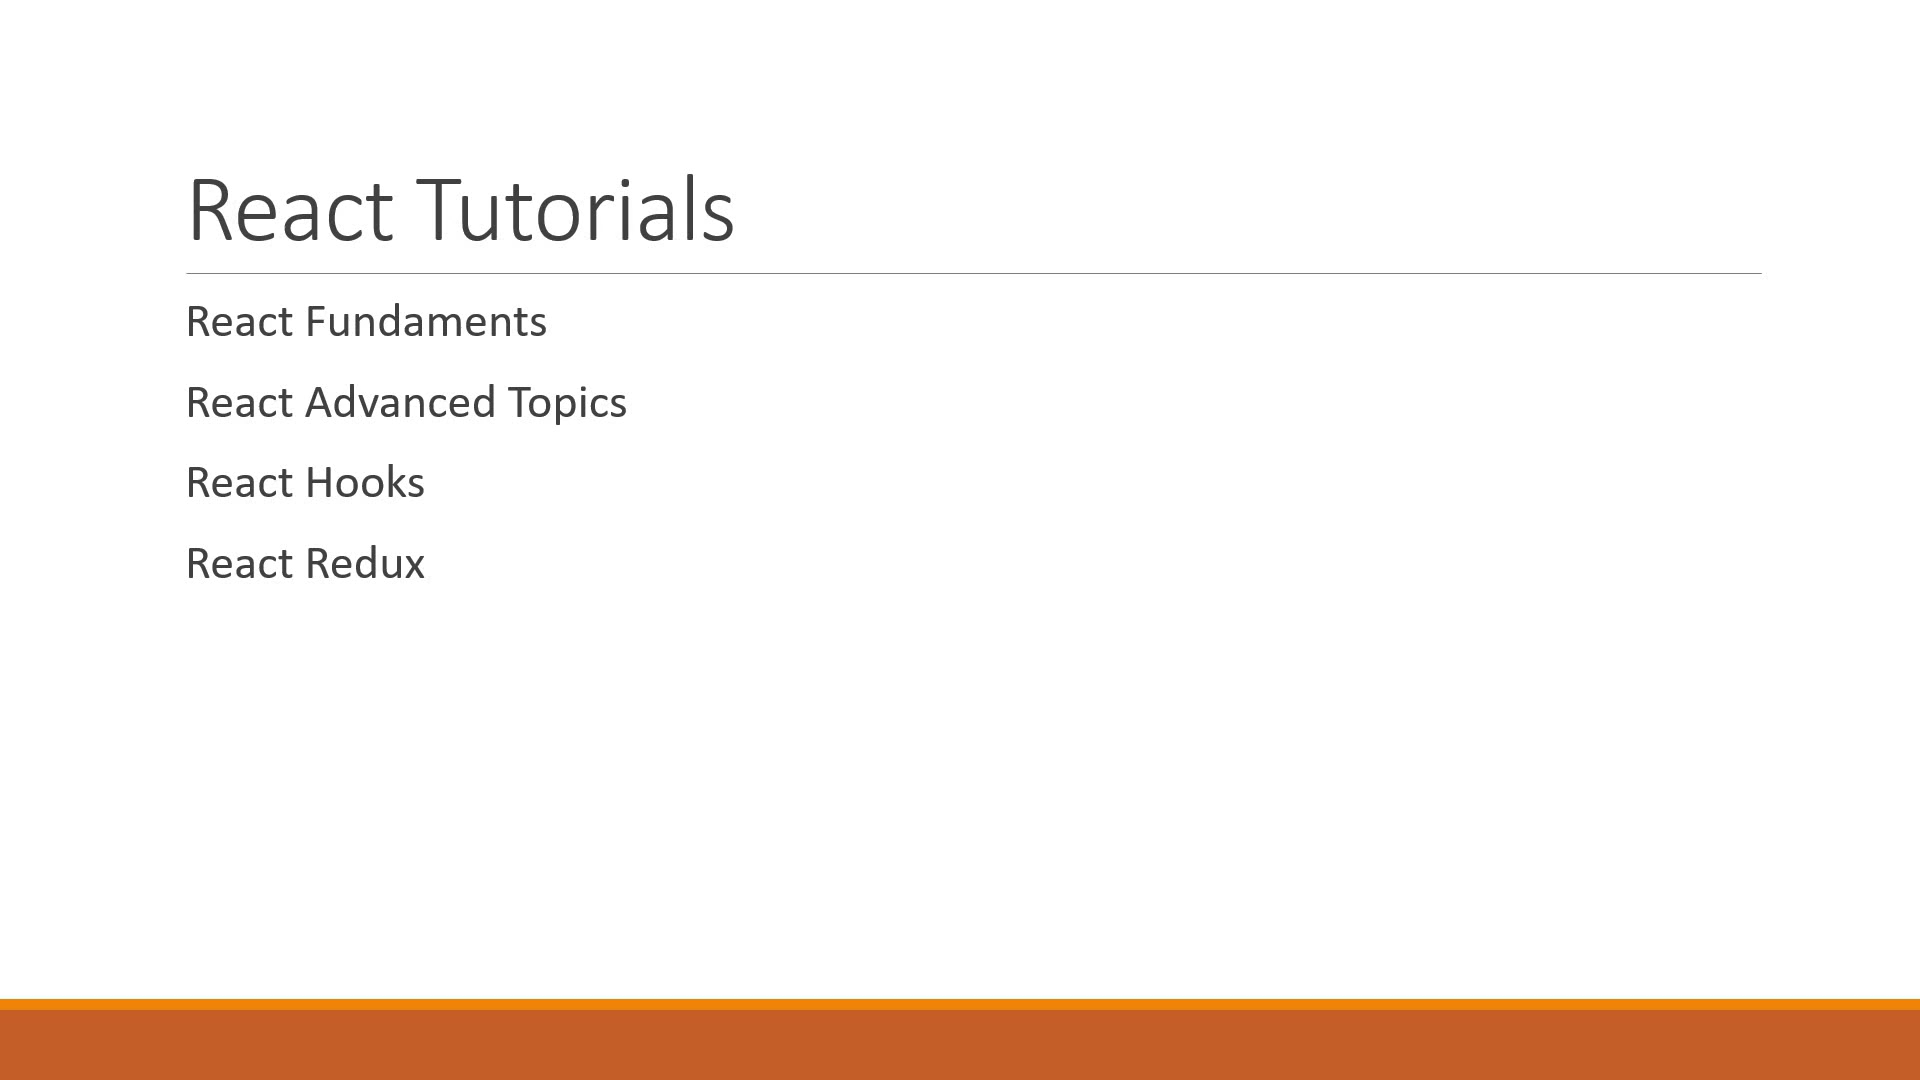 React Tutorials
React Fundaments
React Advanced Topics
React Hooks
React Redux